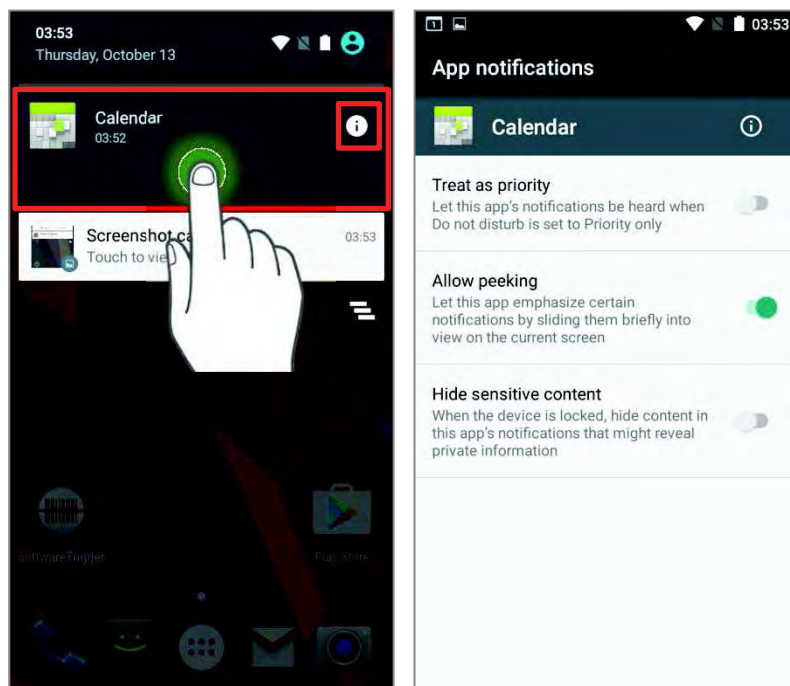 03:53
Thursday, October 13
Calendar
03:52
Screenshot ca
03:53
Touch to vie
SoftwareTrigger
Play Store
1
03:53
App notifications
Calendar
Treat as priority
Let this app's notifications be heard when
Do not disturb is set to Priority only
Allow peeking
Let this app emphasize certain
notifications by sliding them briefly into
view on the current screen
Hide sensitive content
When the device is locked, hide content in
this app's notifications that might reveal
private information